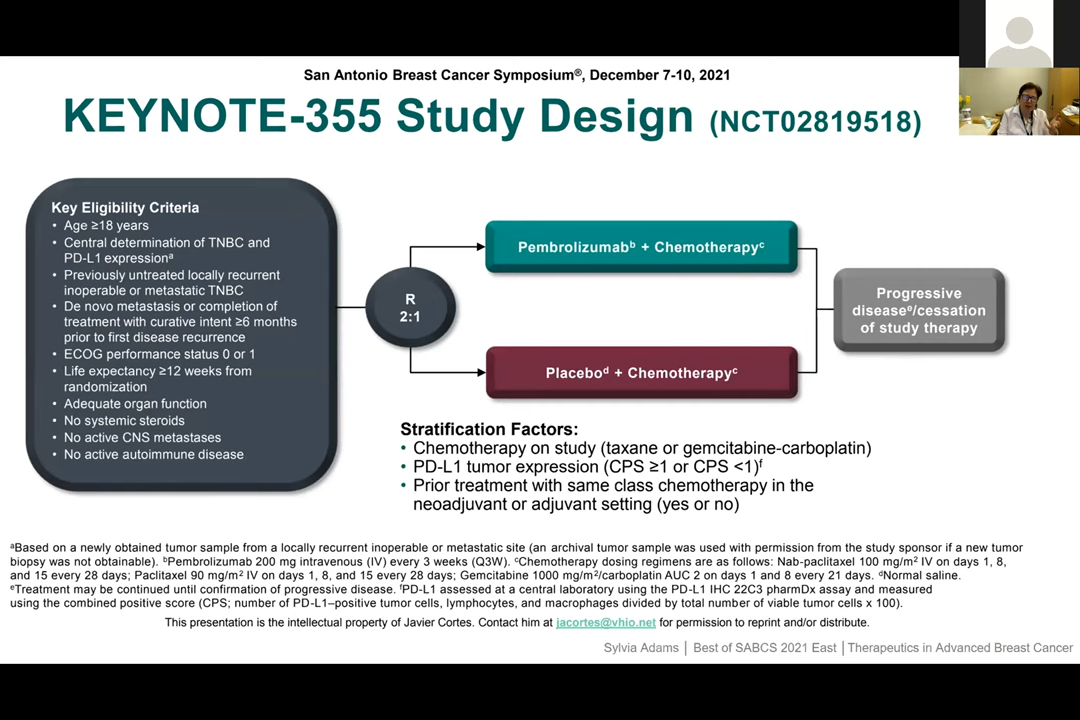 San Antonio Breast Cancer Symposium®, December 7-10, 2021
KEYNOTE-355 Study Design (NCT02819518)
Key Eligibility Criteria
• Age ≥18 years
• Central determination of TNBC and
PD-L1 expressionᵃ
• Previously untreated locally recurrent
inoperable or metastatic TNBC
• De novo metastasis or completion of
treatment with curative intent ≥6 months
prior to first disease recurrence
• ECOG performance status 0 or 1
• Life expectancy ≥12 weeks from
randomization
• Adequate organ function
• No systemic steroids
• No active CNS metastases
• No active autoimmune disease
R
2:1
Pembrolizumabᵇ + Chemotherapyᶜ
Placeboᵈ + Chemotherapyᶜ
Progressive
diseaseᵉ/cessation
of study therapy
Stratification Factors:
• Chemotherapy on study (taxane or gemcitabine-carboplatin)
• PD-L1 tumor expression (CPS ≥1 or CPS <1)ᶠ
• Prior treatment with same class chemotherapy in the
neoadjuvant or adjuvant setting (yes or no)
ᵃBased on a newly obtained tumor sample from a locally recurrent inoperable or metastatic site (an archival tumor sample was used with permission from the study sponsor if a new tumor
biopsy was not obtainable). ᵇPembrolizumab 200 mg intravenous (IV) every 3 weeks (Q3W). ᶜChemotherapy dosing regimens are as follows: Nab-paclitaxel 100 mg/m² IV on days 1, 8,
and 15 every 28 days; Paclitaxel 90 mg/m² IV on days 1, 8, and 15 every 28 days; Gemcitabine 1000 mg/m²/carboplatin AUC 2 on days 1 and 8 every 21 days. ᵈNormal saline.
ᵉTreatment may be continued until confirmation of progressive disease. ᶠPD-L1 assessed at a central laboratory using the PD-L1 IHC 22C3 pharmDx assay and measured
using the combined positive score (CPS; number of PD-L1–positive tumor cells, lymphocytes, and macrophages divided by total number of viable tumor cells x 100).
This presentation is the intellectual property of Javier Cortes. Contact him at jacortes@vhio.net for permission to reprint and/or distribute.
Sylvia Adams | Best of SABCS 2021 East | Therapeutics in Advanced Breast Cancer